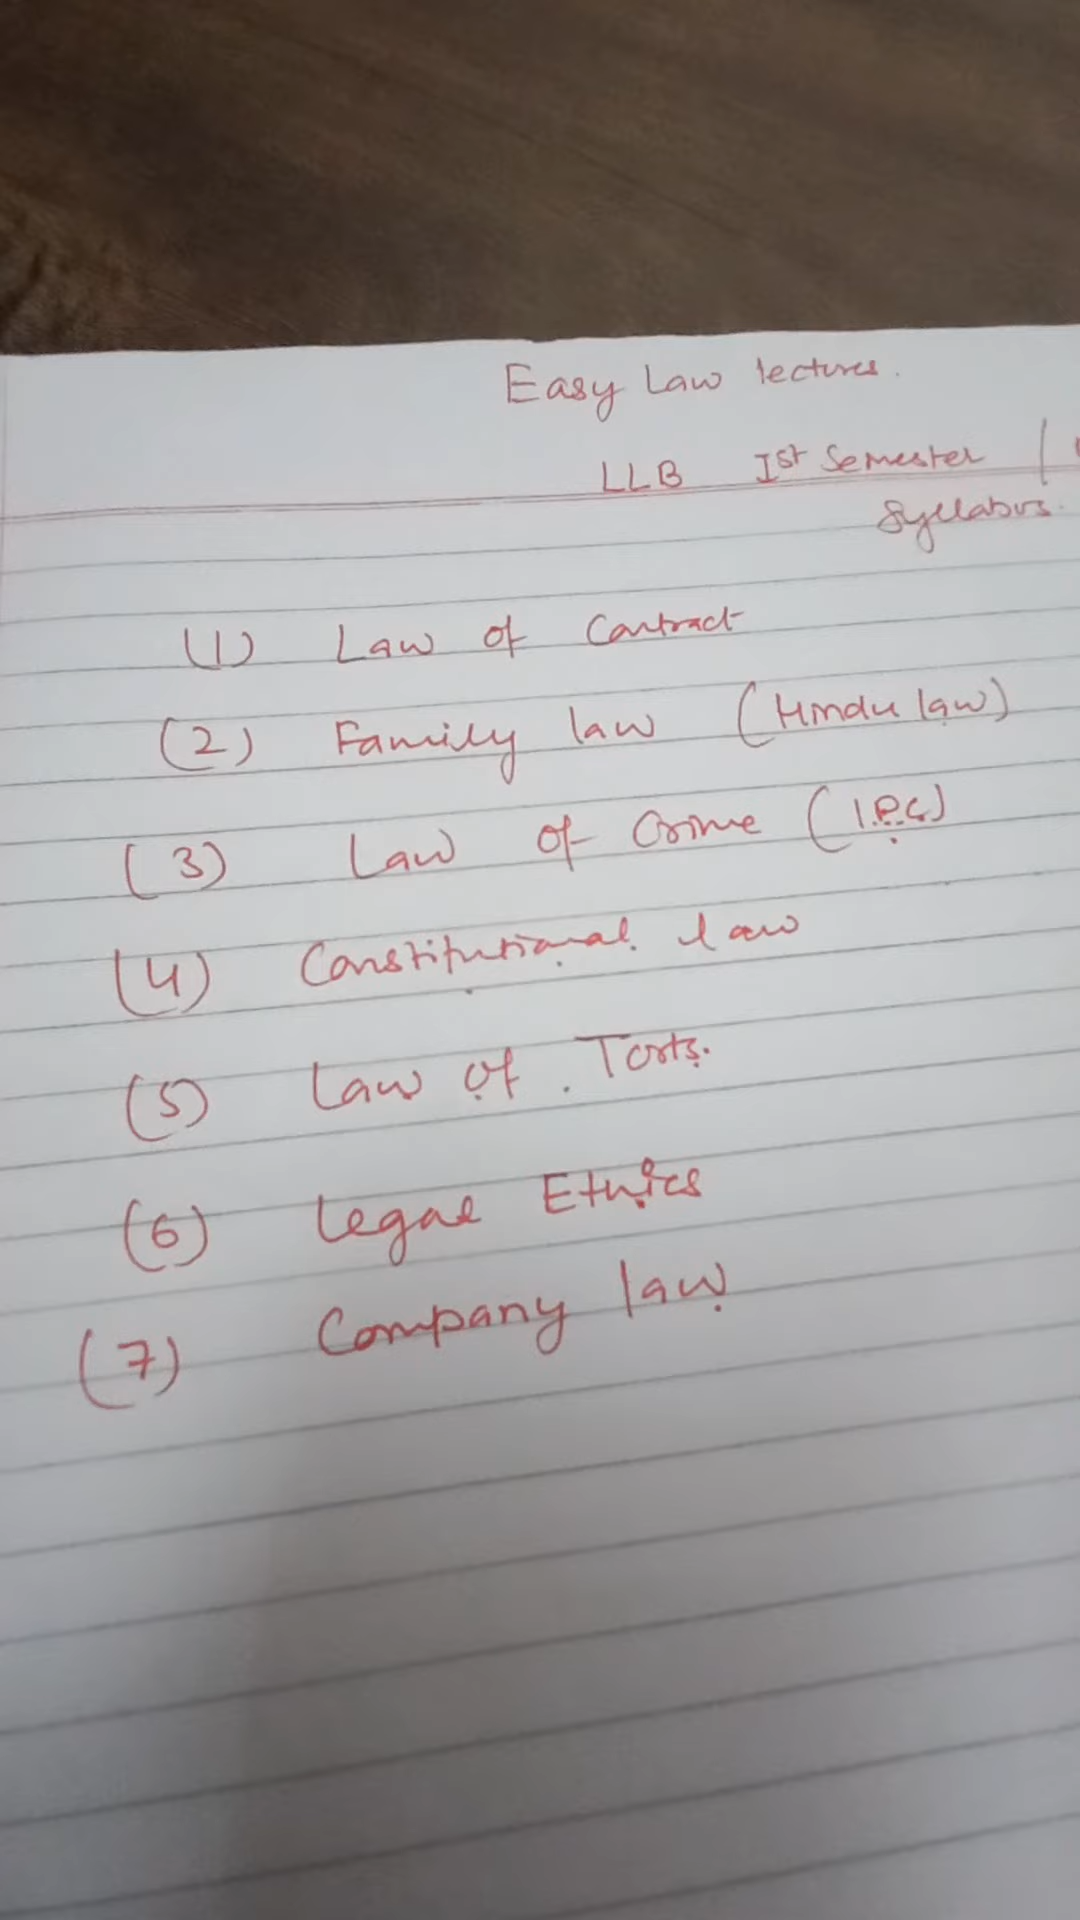 Easy Law lectures.
LLB Ist Semester |
Syllabus.
(1) Law of Contract
(2) Family law (Hindu law)
(3) Law of Crime (I.P.C)
(4) Constitutional law
(5) Law of . Torts.
(6) Legal Ethics
(7) Company law